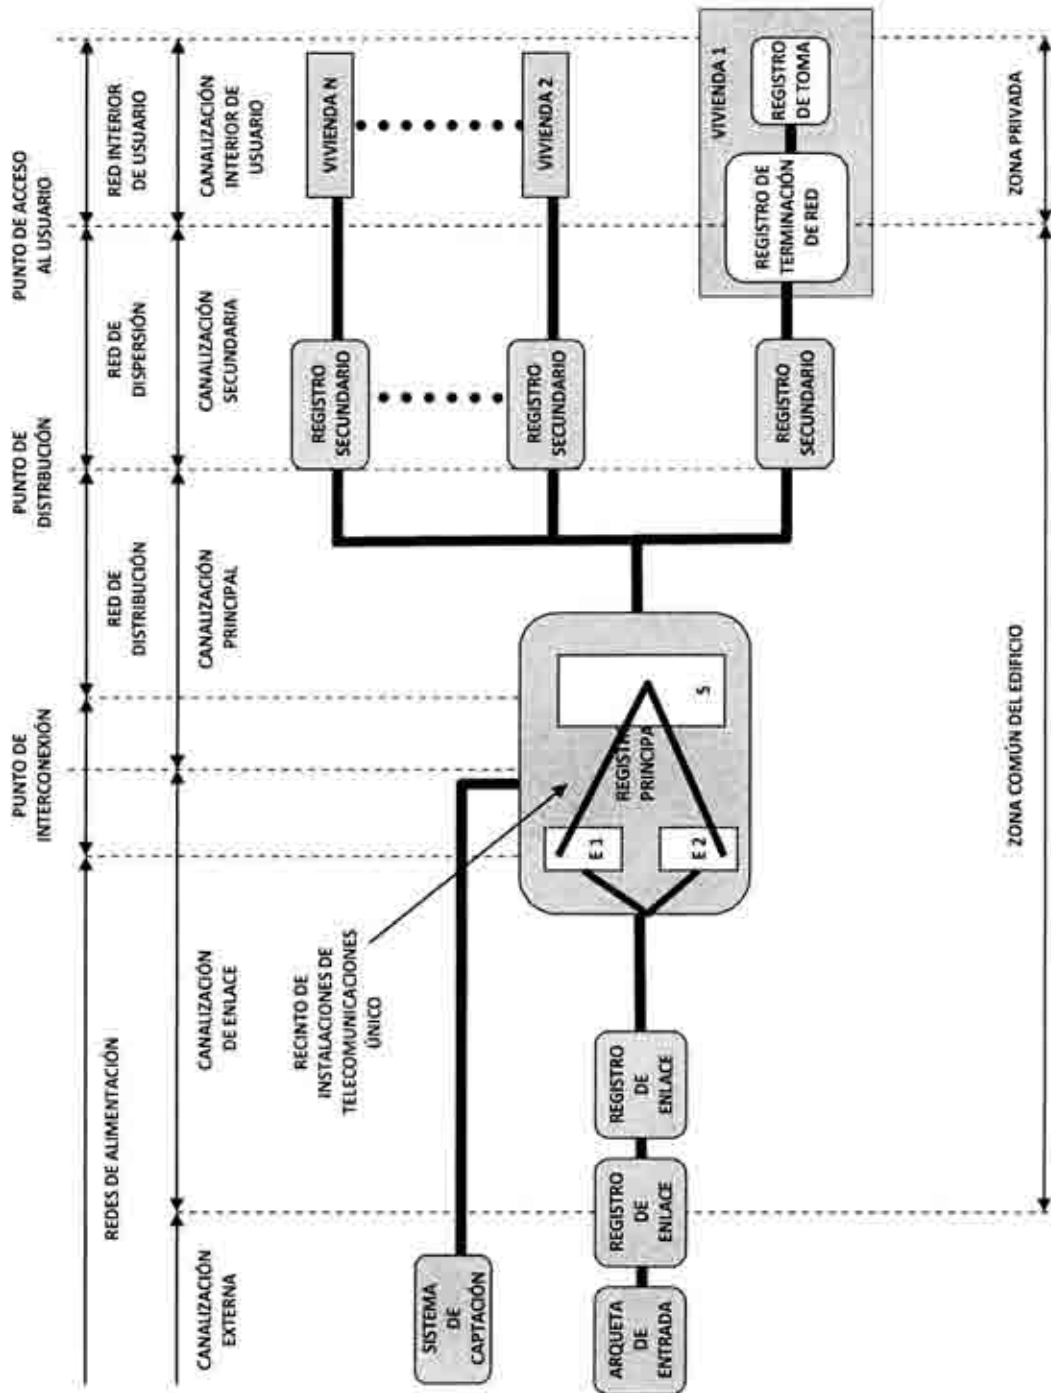 PUNTO DE
INTERCONEXIÓN
PUNTO DE
DISTRBUCIÓN
PUNTO DE ACCESO
AL USUARIO
REDES DE ALIMENTACIÓN
RED DE
DISTRIBUCIÓN
RED DE
DISPERSIÓN
RED INTERIOR
DE USUARIO
CANALIZACIÓN
EXTERNA
CANALIZACIÓN
DE ENLACE
CANALIZACIÓN
PRINCIPAL
CANALIZACIÓN
SECUNDARIA
CANALIZACIÓN
INTERIOR DE
USUARIO
RECINTO DE
INSTALACIONES DE
TELECOMUNICACIONES
ÚNICO
REGISTRO
SECUNDARIO
VIVIENDA N
SISTEMA
DE
CAPTACIÓN
REGISTRO
SECUNDARIO
VIVIENDA 2
ARQUETA
DE
ENTRADA
REGISTRO
DE
ENLACE
REGISTRO
DE
ENLACE
E 1
E 2
REGISTR
PRINCIPA
S
REGISTRO
SECUNDARIO
VIVIENDA 1
REGISTRO DE
TERMINACIÓN
DE RED
REGISTRO
DE TOMA
ZONA COMÚN DEL EDIFICIO
ZONA PRIVADA